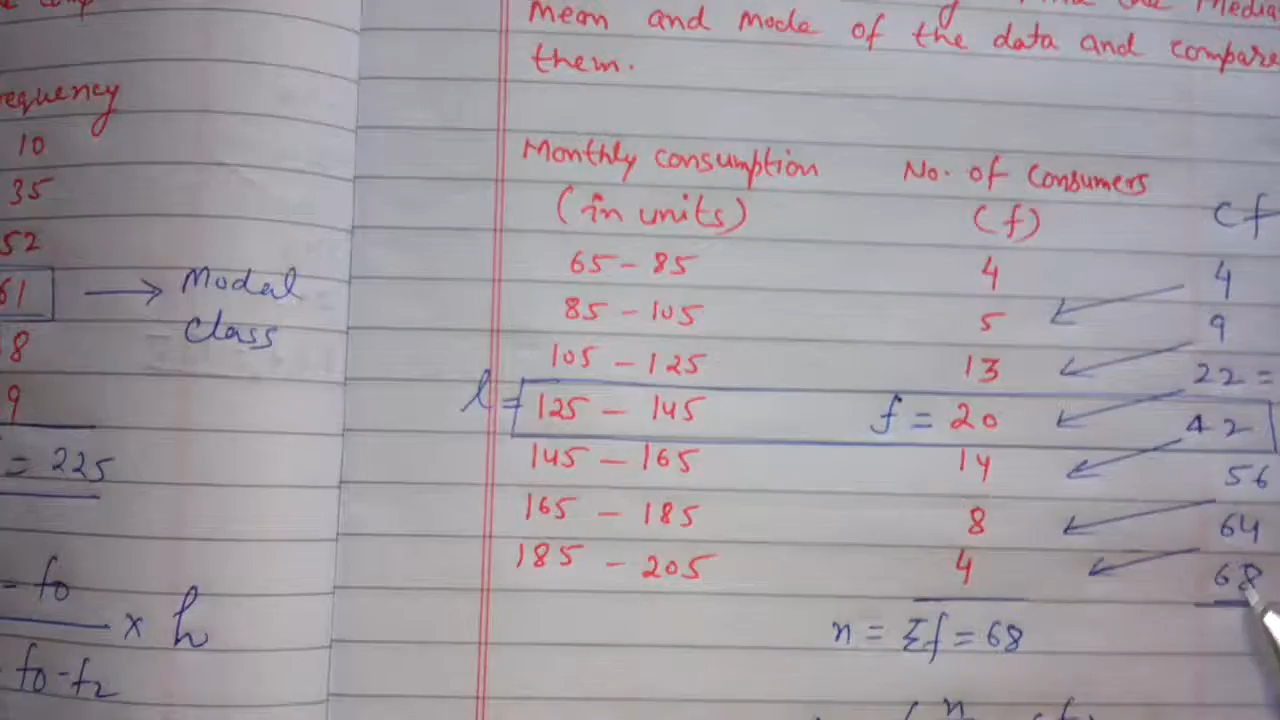 Mean and mode of the data and compare
them.
requency
10
35
52
61 → Modal
class
8
9
= 225
- f0
× h
f0-f2
Monthly consumption No. of consumers
(in units) (f) cf
65 - 85 4 4
85 - 105 5 9
105 - 125 13 22 =
l = 125 - 145 f = 20 42
145 - 165 14 56
165 - 185 8 64
185 - 205 4 68
n = Σf = 68
n